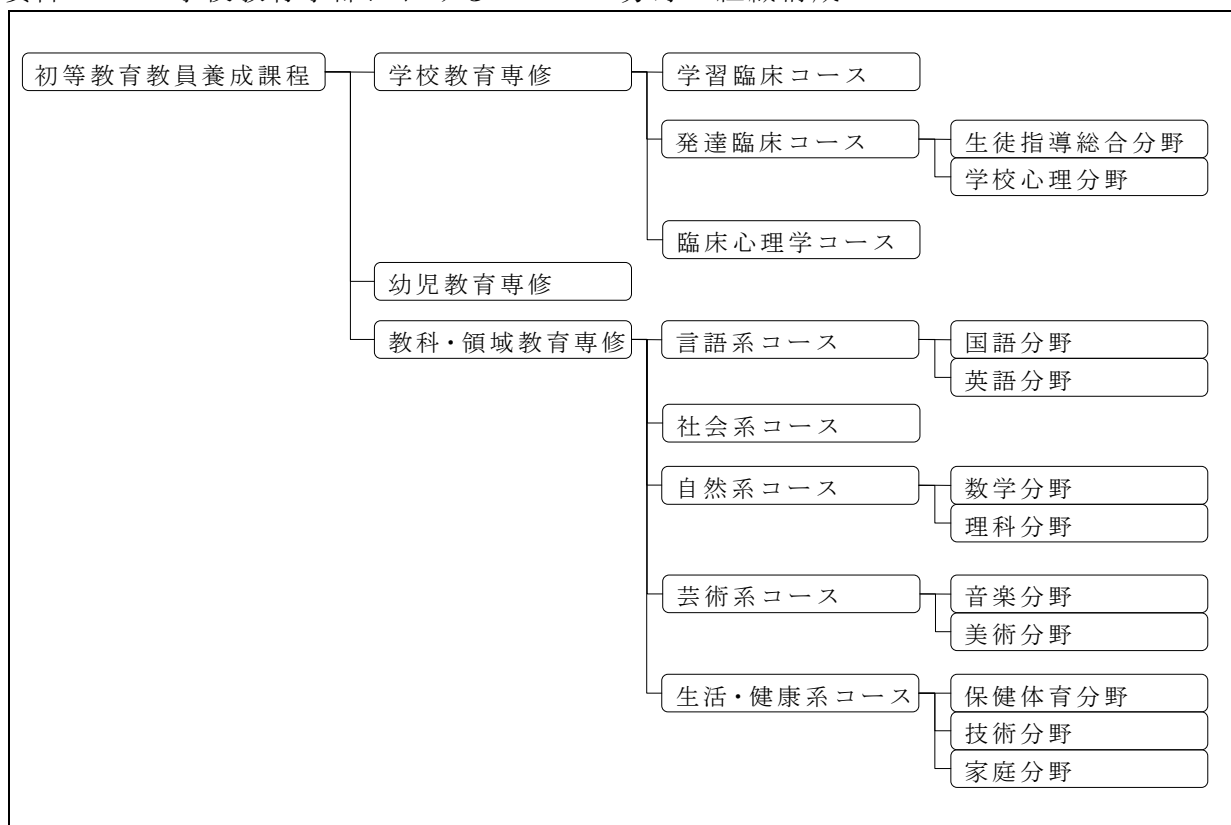 初等教育教員養成課程
学校教育専修
学習臨床コース
発達臨床コース
生徒指導総合分野
学校心理分野
臨床心理学コース
幼児教育専修
教科・領域教育専修
言語系コース
国語分野
英語分野
社会系コース
自然系コース
数学分野
理科分野
芸術系コース
音楽分野
美術分野
生活・健康系コース
保健体育分野
技術分野
家庭分野